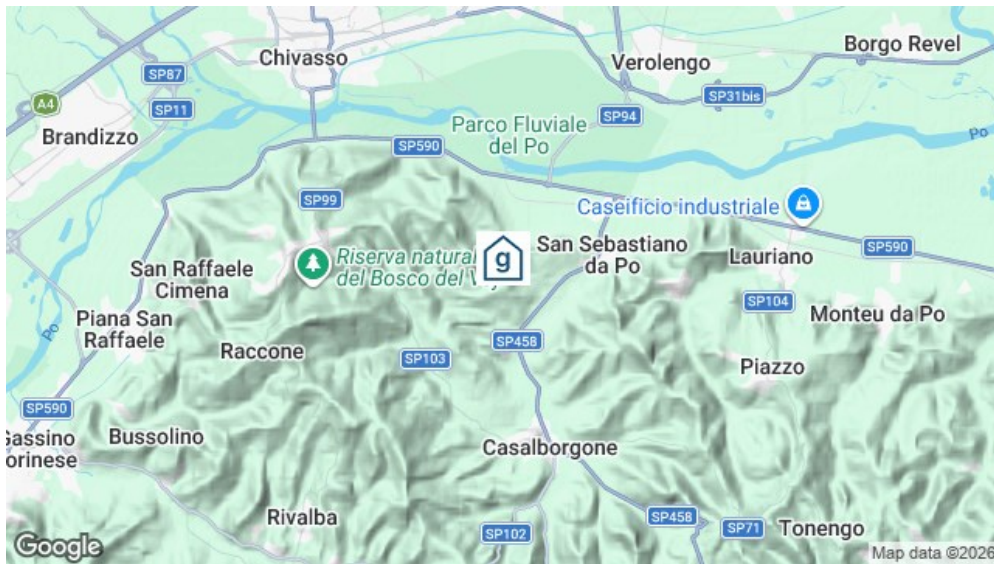 Chivasso
Verolengo
Borgo Revel
SP87
A4
SP11
SP31bis
SP94
Brandizzo
Parco Fluviale
del Po
Po
SP590
SP99
Caseificio industriale
San Sebastiano
da Po
Lauriano
SP590
Riserva natural
del Bosco del V
g
San Raffaele
Cimena
SP104
Monteu da Po
Po
Piana San
Raffaele
Raccone
SP103
SP458
Piazzo
SP590
Gassino
orinese
Bussolino
Casalborgone
Rivalba
SP102
SP458
SP71
Tonengo
Google
Map data ©2026